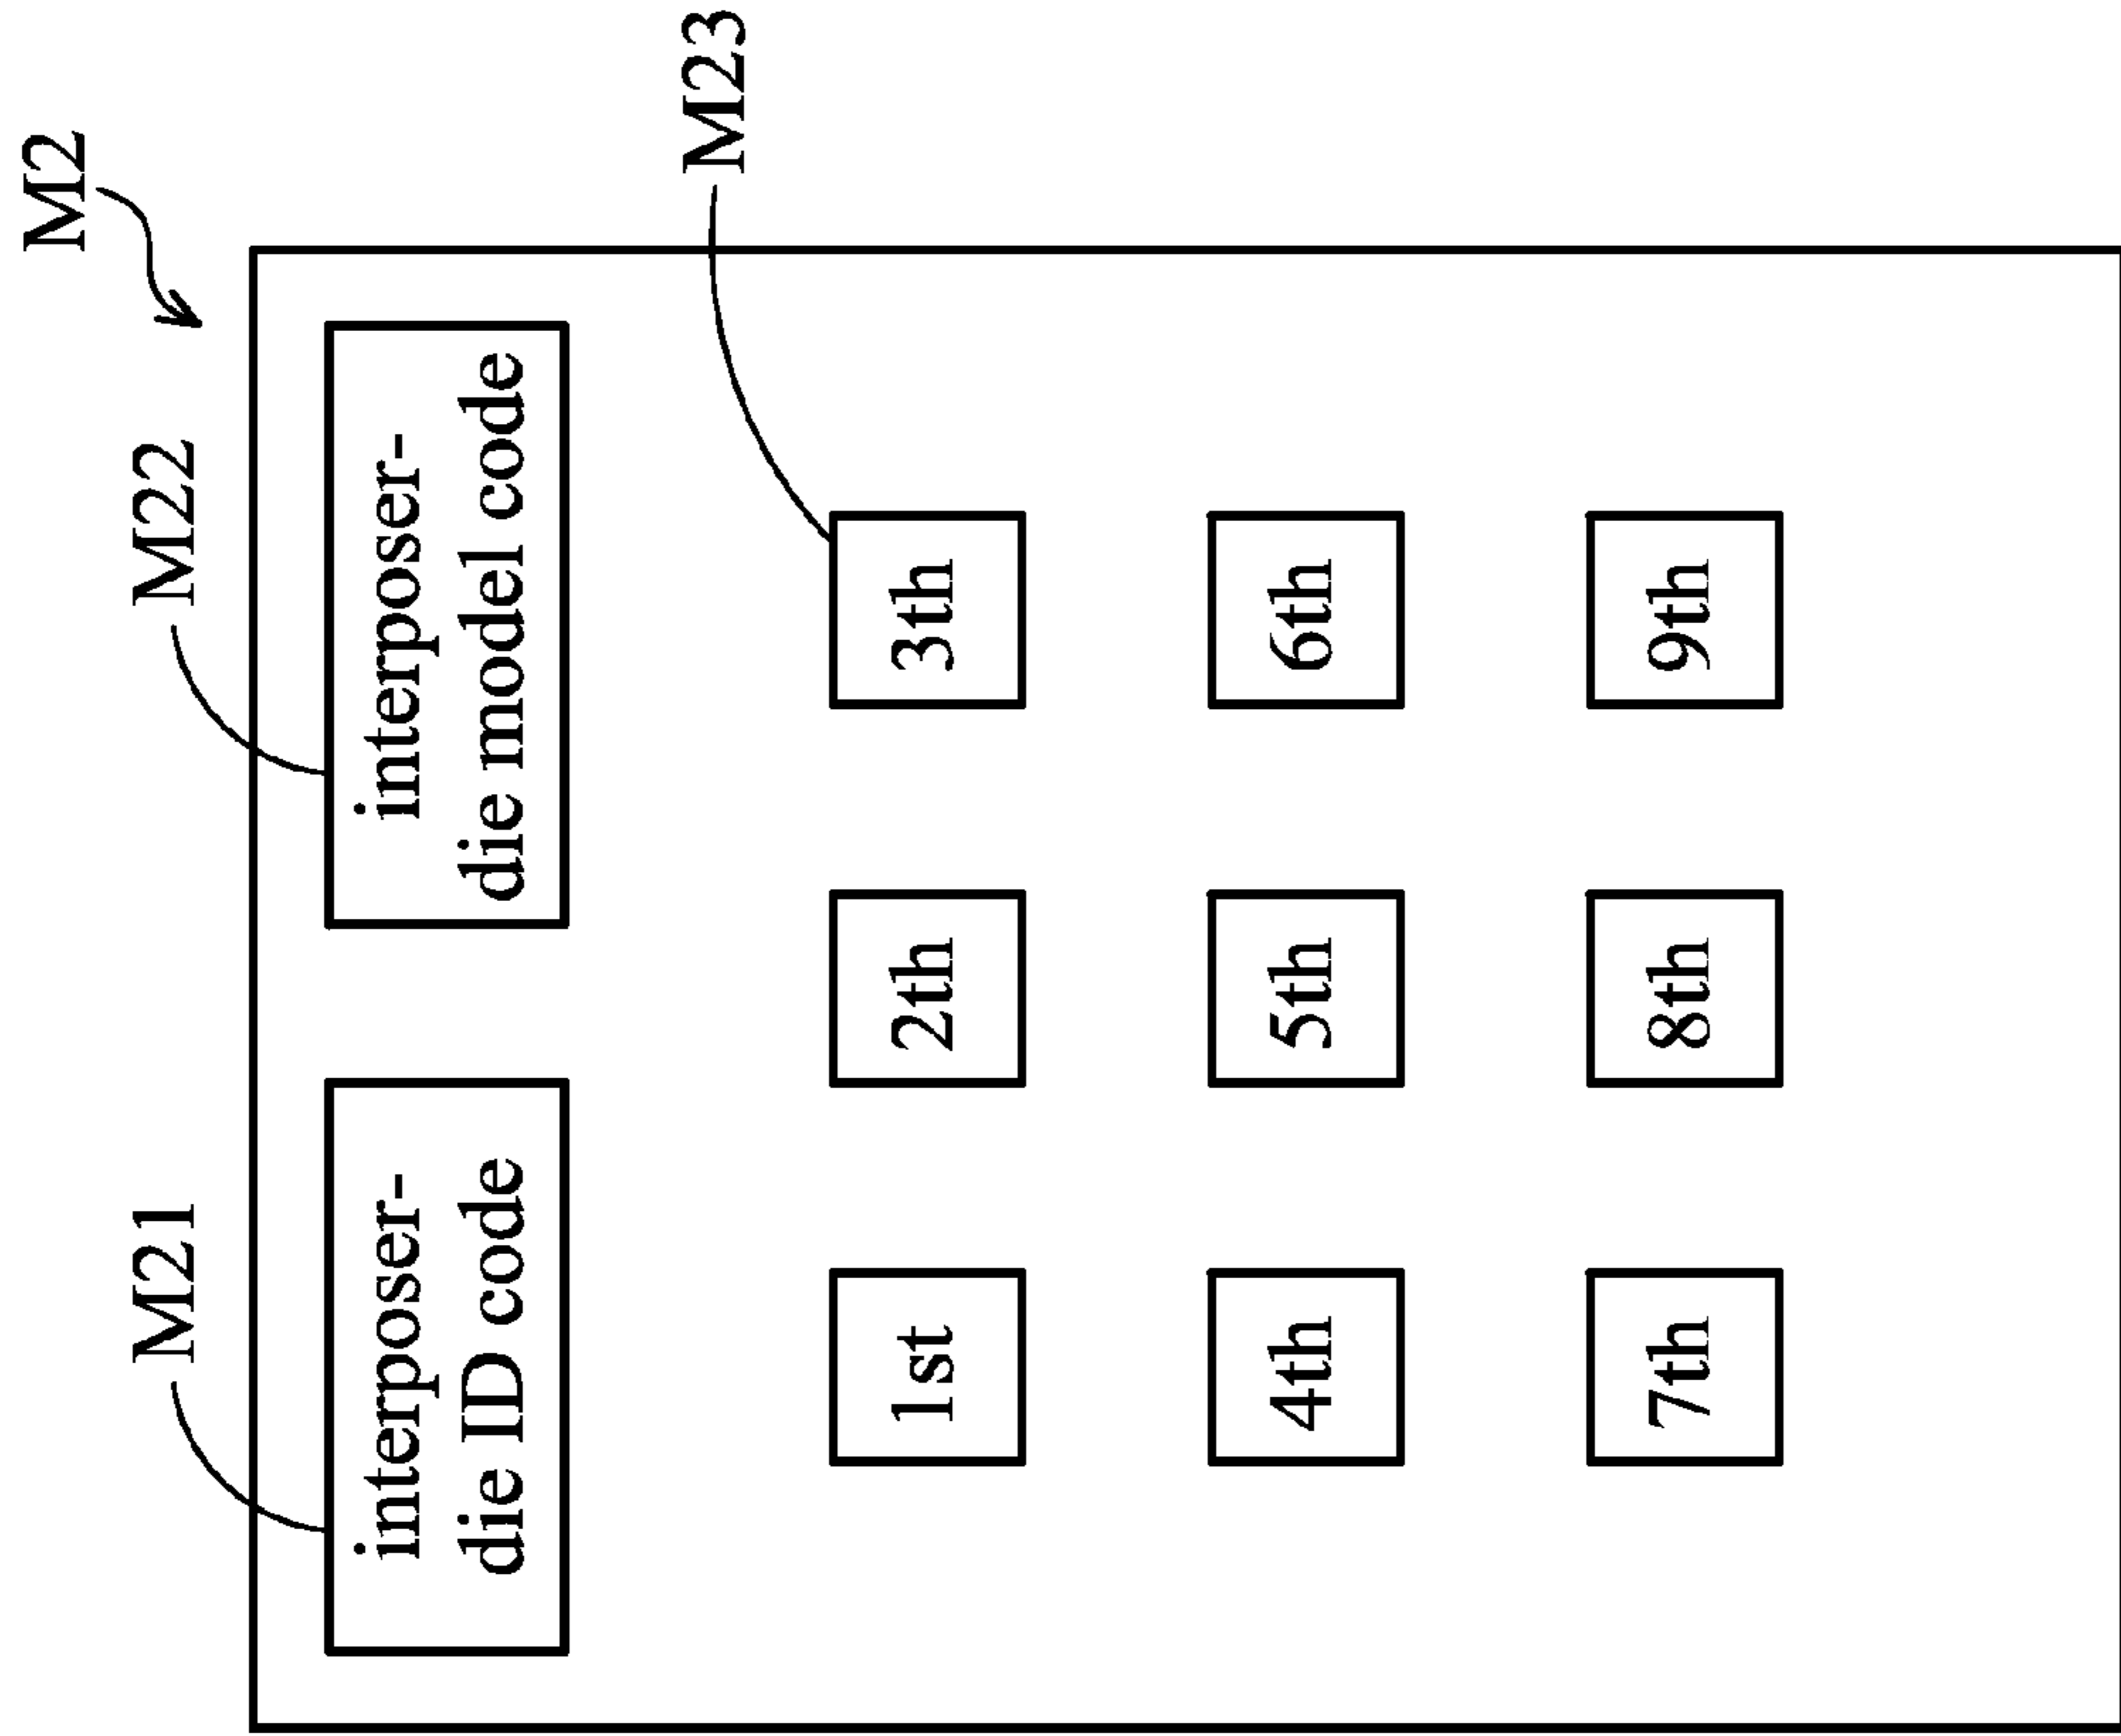 M2
M21
M22
interposer-
die ID code
interposer-
die model code
M23
1st
2th
3th
4th
5th
6th
7th
8th
9th